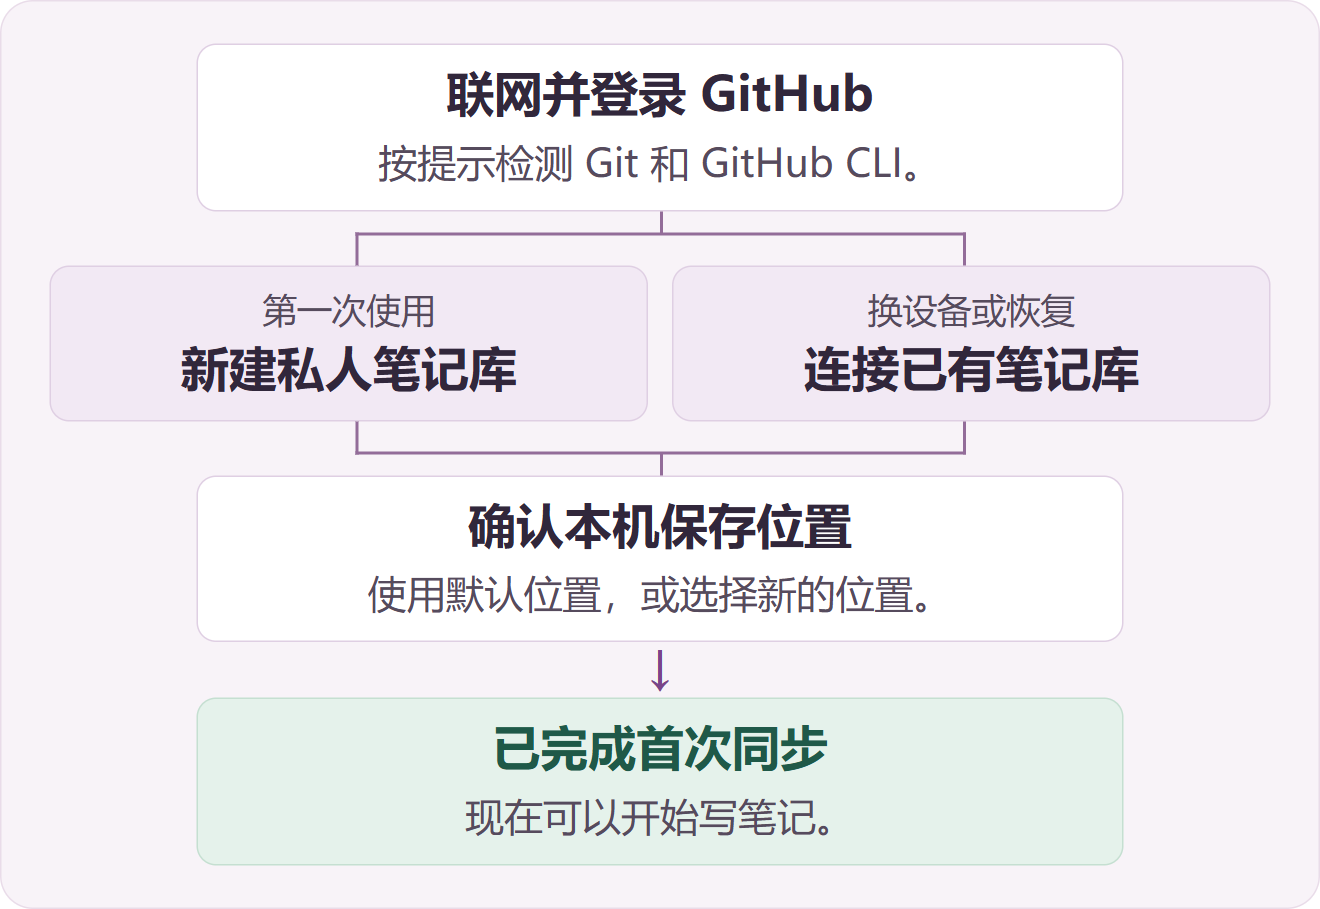 联网并登录 GitHub
按提示检测 Git 和 GitHub CLI。
第一次使用
新建私人笔记库
换设备或恢复
连接已有笔记库
确认本机保存位置
使用默认位置，或选择新的位置。
已完成首次同步
现在可以开始写笔记。